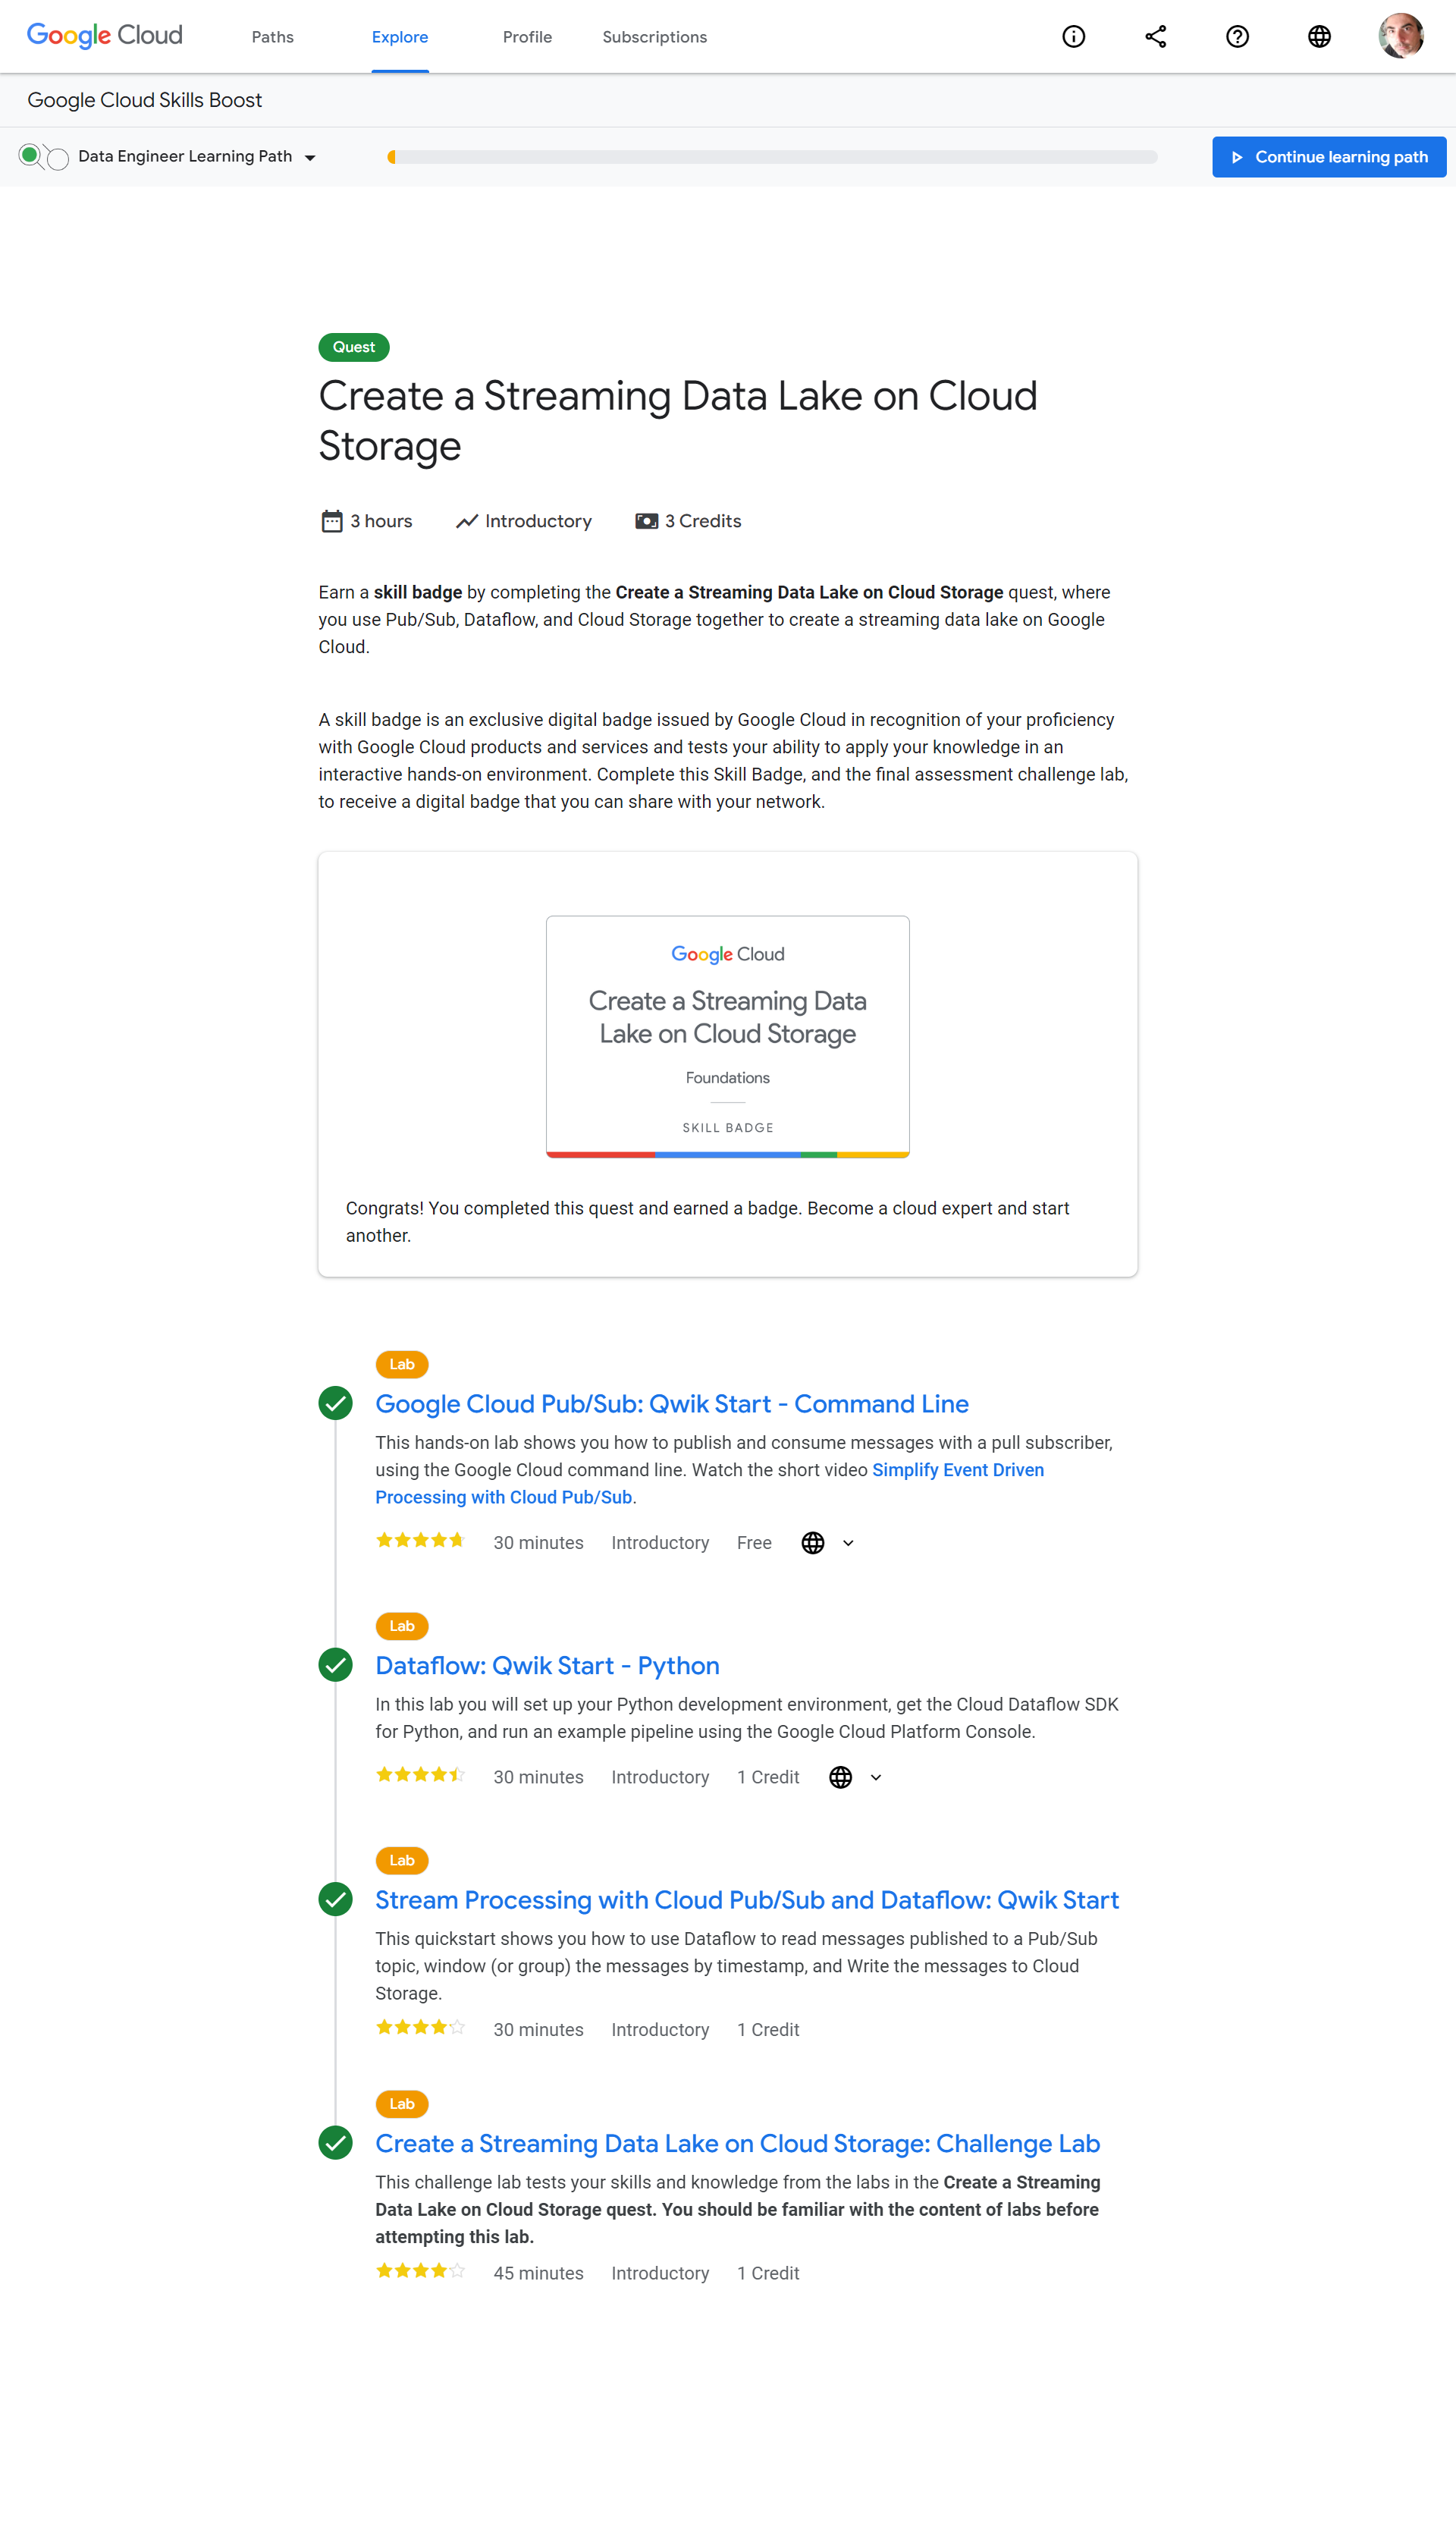 Google Cloud
Paths
Explore
Profile
Subscriptions
Google Cloud Skills Boost
Data Engineer Learning Path
Continue learning path
Quest
Create a Streaming Data Lake on Cloud
Storage
3 hours
Introductory
3 Credits
Earn a skill badge by completing the Create a Streaming Data Lake on Cloud Storage quest, where
you use Pub/Sub, Dataflow, and Cloud Storage together to create a streaming data lake on Google
Cloud.
A skill badge is an exclusive digital badge issued by Google Cloud in recognition of your proficiency
with Google Cloud products and services and tests your ability to apply your knowledge in an
interactive hands-on environment. Complete this Skill Badge, and the final assessment challenge lab,
to receive a digital badge that you can share with your network.
Google Cloud
Create a Streaming Data
Lake on Cloud Storage
Foundations
SKILL BADGE
Congrats! You completed this quest and earned a badge. Become a cloud expert and start
another.
Lab
Google Cloud Pub/Sub: Qwik Start - Command Line
This hands-on lab shows you how to publish and consume messages with a pull subscriber,
using the Google Cloud command line. Watch the short video Simplify Event Driven
Processing with Cloud Pub/Sub.
30 minutes
Introductory
Free
Lab
Dataflow: Qwik Start - Python
In this lab you will set up your Python development environment, get the Cloud Dataflow SDK
for Python, and run an example pipeline using the Google Cloud Platform Console.
30 minutes
Introductory
1 Credit
Lab
Stream Processing with Cloud Pub/Sub and Dataflow: Qwik Start
This quickstart shows you how to use Dataflow to read messages published to a Pub/Sub
topic, window (or group) the messages by timestamp, and Write the messages to Cloud
Storage.
30 minutes
Introductory
1 Credit
Lab
Create a Streaming Data Lake on Cloud Storage: Challenge Lab
This challenge lab tests your skills and knowledge from the labs in the Create a Streaming
Data Lake on Cloud Storage quest. You should be familiar with the content of labs before
attempting this lab.
45 minutes
Introductory
1 Credit